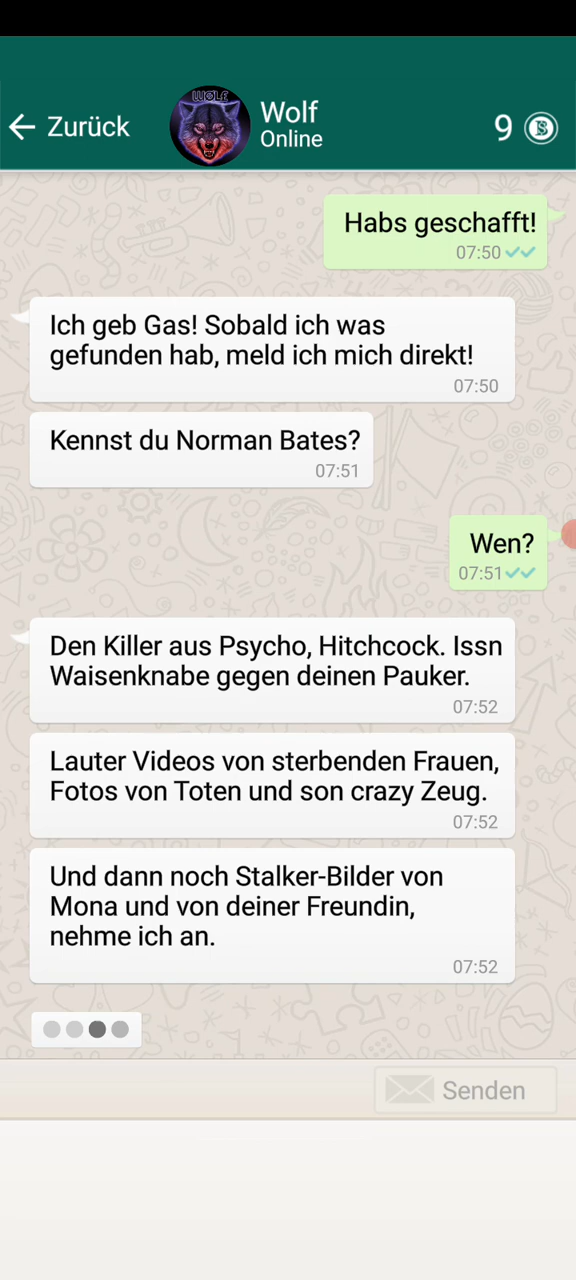 Zurück
WOLF
Wolf
Online
9
Habs geschafft!
07:50
Ich geb Gas! Sobald ich was
gefunden hab, meld ich mich direkt!
07:50
Kennst du Norman Bates?
07:51
Wen?
07:51
Den Killer aus Psycho, Hitchcock. Issn
Waisenknabe gegen deinen Pauker.
07:52
Lauter Videos von sterbenden Frauen,
Fotos von Toten und son crazy Zeug.
07:52
Und dann noch Stalker-Bilder von
Mona und von deiner Freundin,
nehme ich an.
07:52
Senden